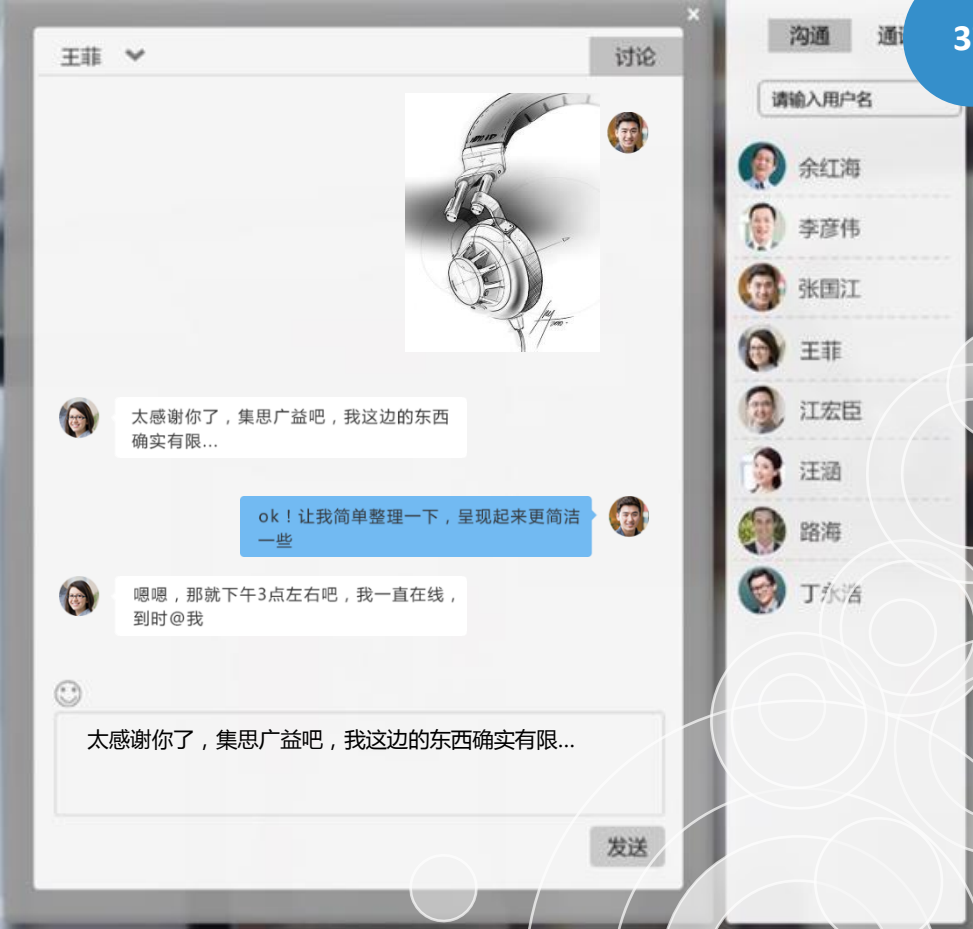 王菲
讨论
太感谢你了，集思广益吧，我这边的东西
确实有限...
ok！让我简单整理一下，呈现起来更简洁
一些
嗯嗯，那就下午3点左右吧，我一直在线，
到时@我
太感谢你了，集思广益吧，我这边的东西确实有限...
发送
沟通
通
3
请输入用户名
余红海
李彦伟
张国江
王菲
江宏臣
汪涵
路海
丁永浩